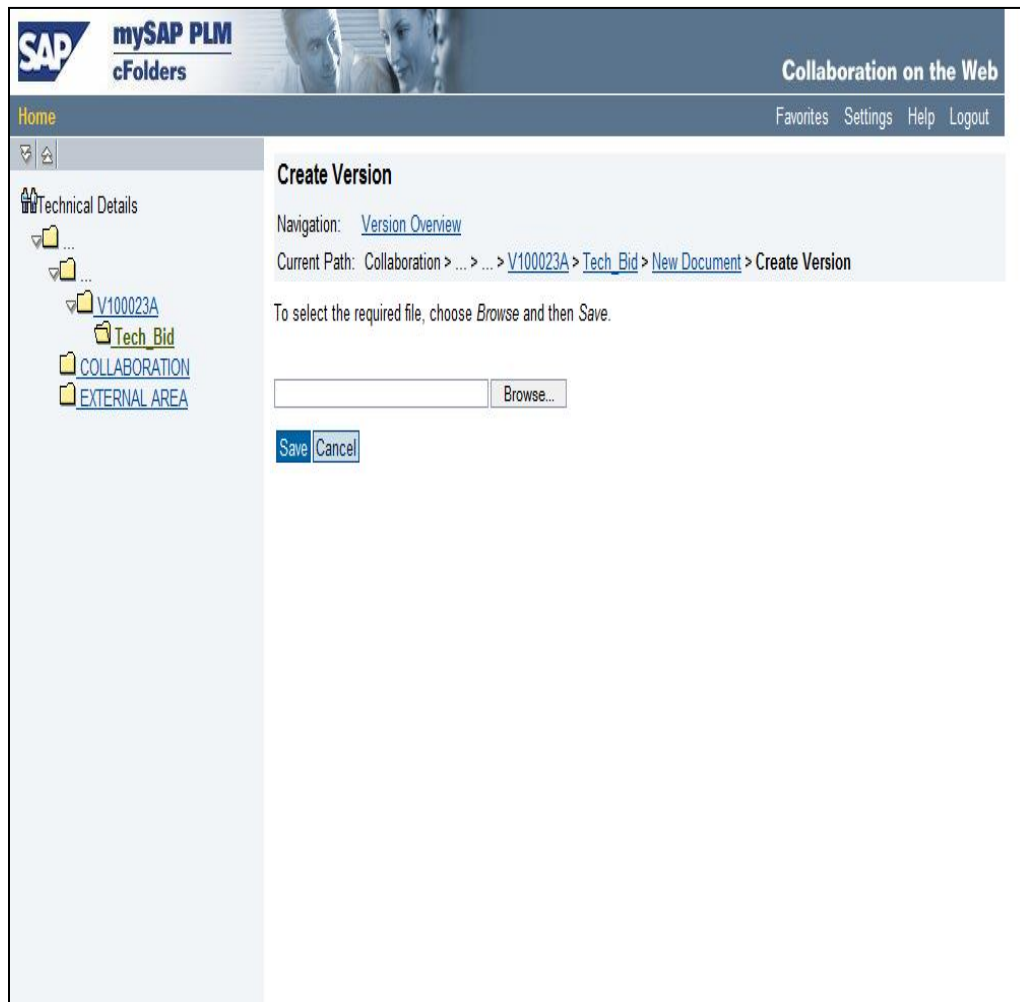 SAP
mySAP PLM
cFolders
Collaboration on the Web
Home
Favorites Settings Help Logout
Technical Details
...
...
V100023A
Tech_Bid
COLLABORATION
EXTERNAL AREA
Create Version
Navigation: Version Overview
Current Path: Collaboration > ... > ... > V100023A > Tech_Bid > New Document > Create Version
To select the required file, choose Browse and then Save.
Browse...
Save Cancel